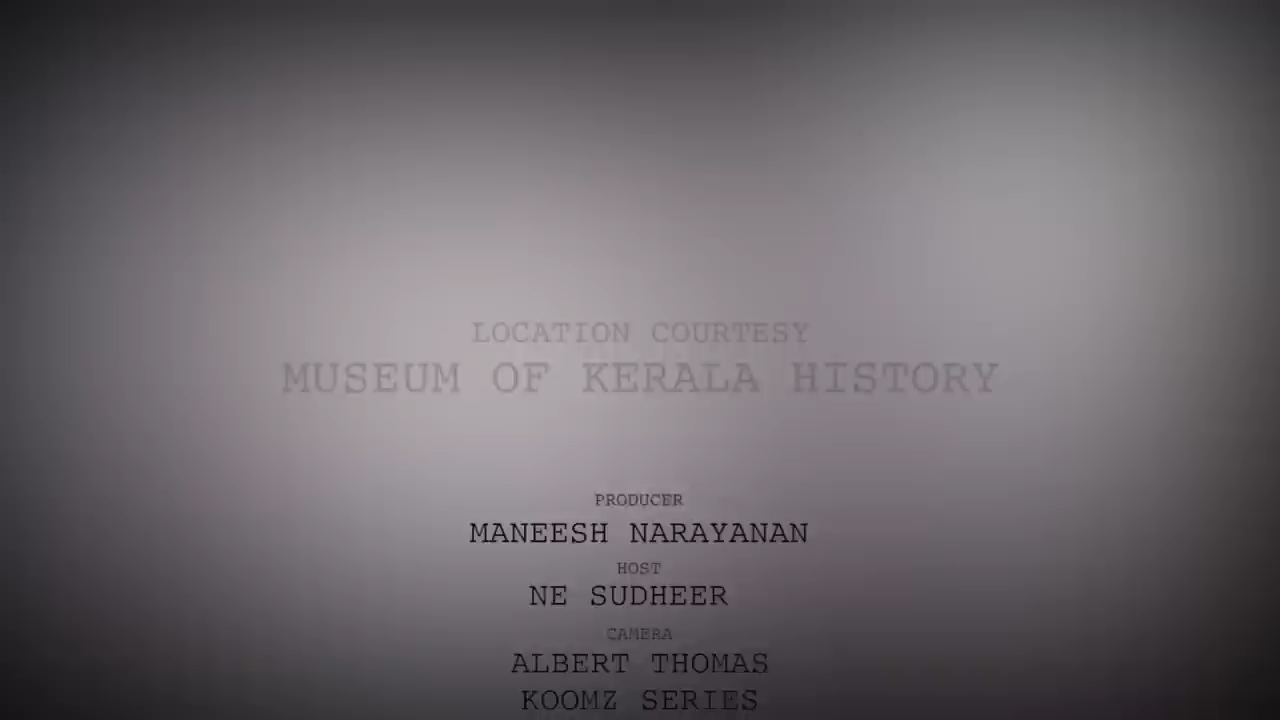 LOCATION COURTESY
MUSEUM OF KERALA HISTORY
PRODUCER
MANEESH NARAYANAN
HOST
NE SUDHEER
CAMERA
ALBERT THOMAS
KOOMZ SERIES